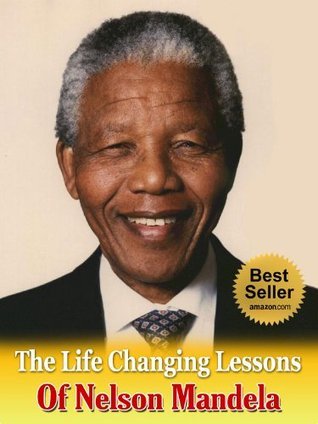 Best
Seller
amazon.com
The Life Changing Lessons
Of Nelson Mandela